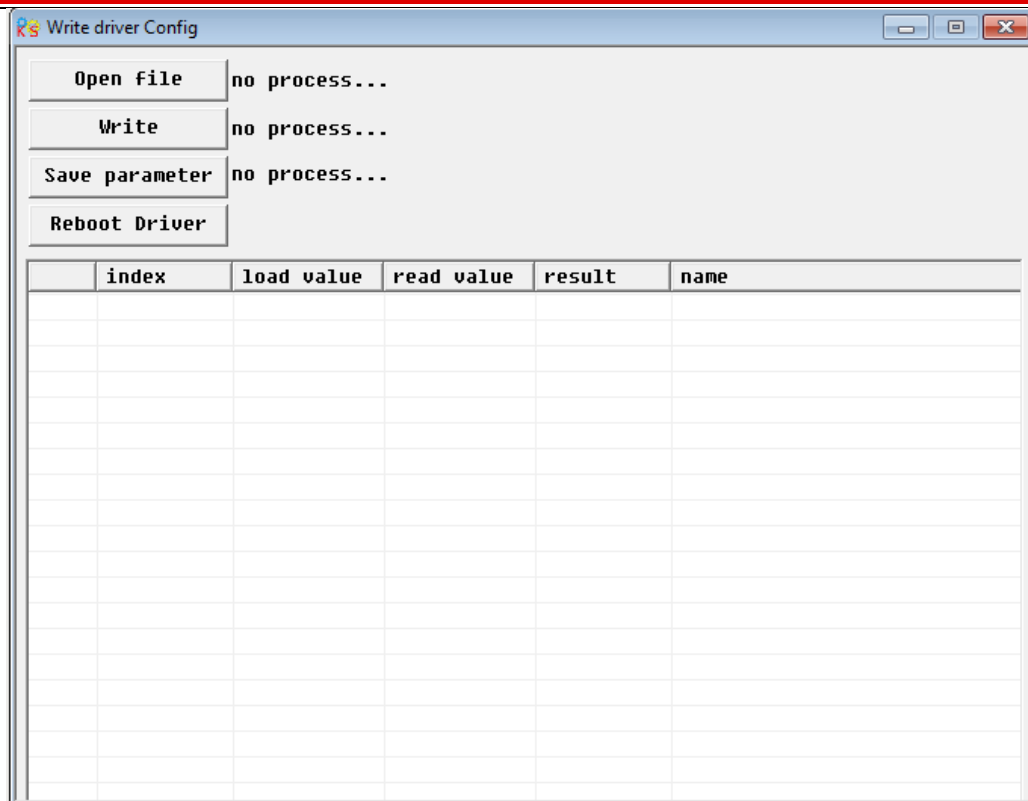 Write driver Config
Open file no process...
Write no process...
Save parameter no process...
Reboot Driver
index load value read value result name